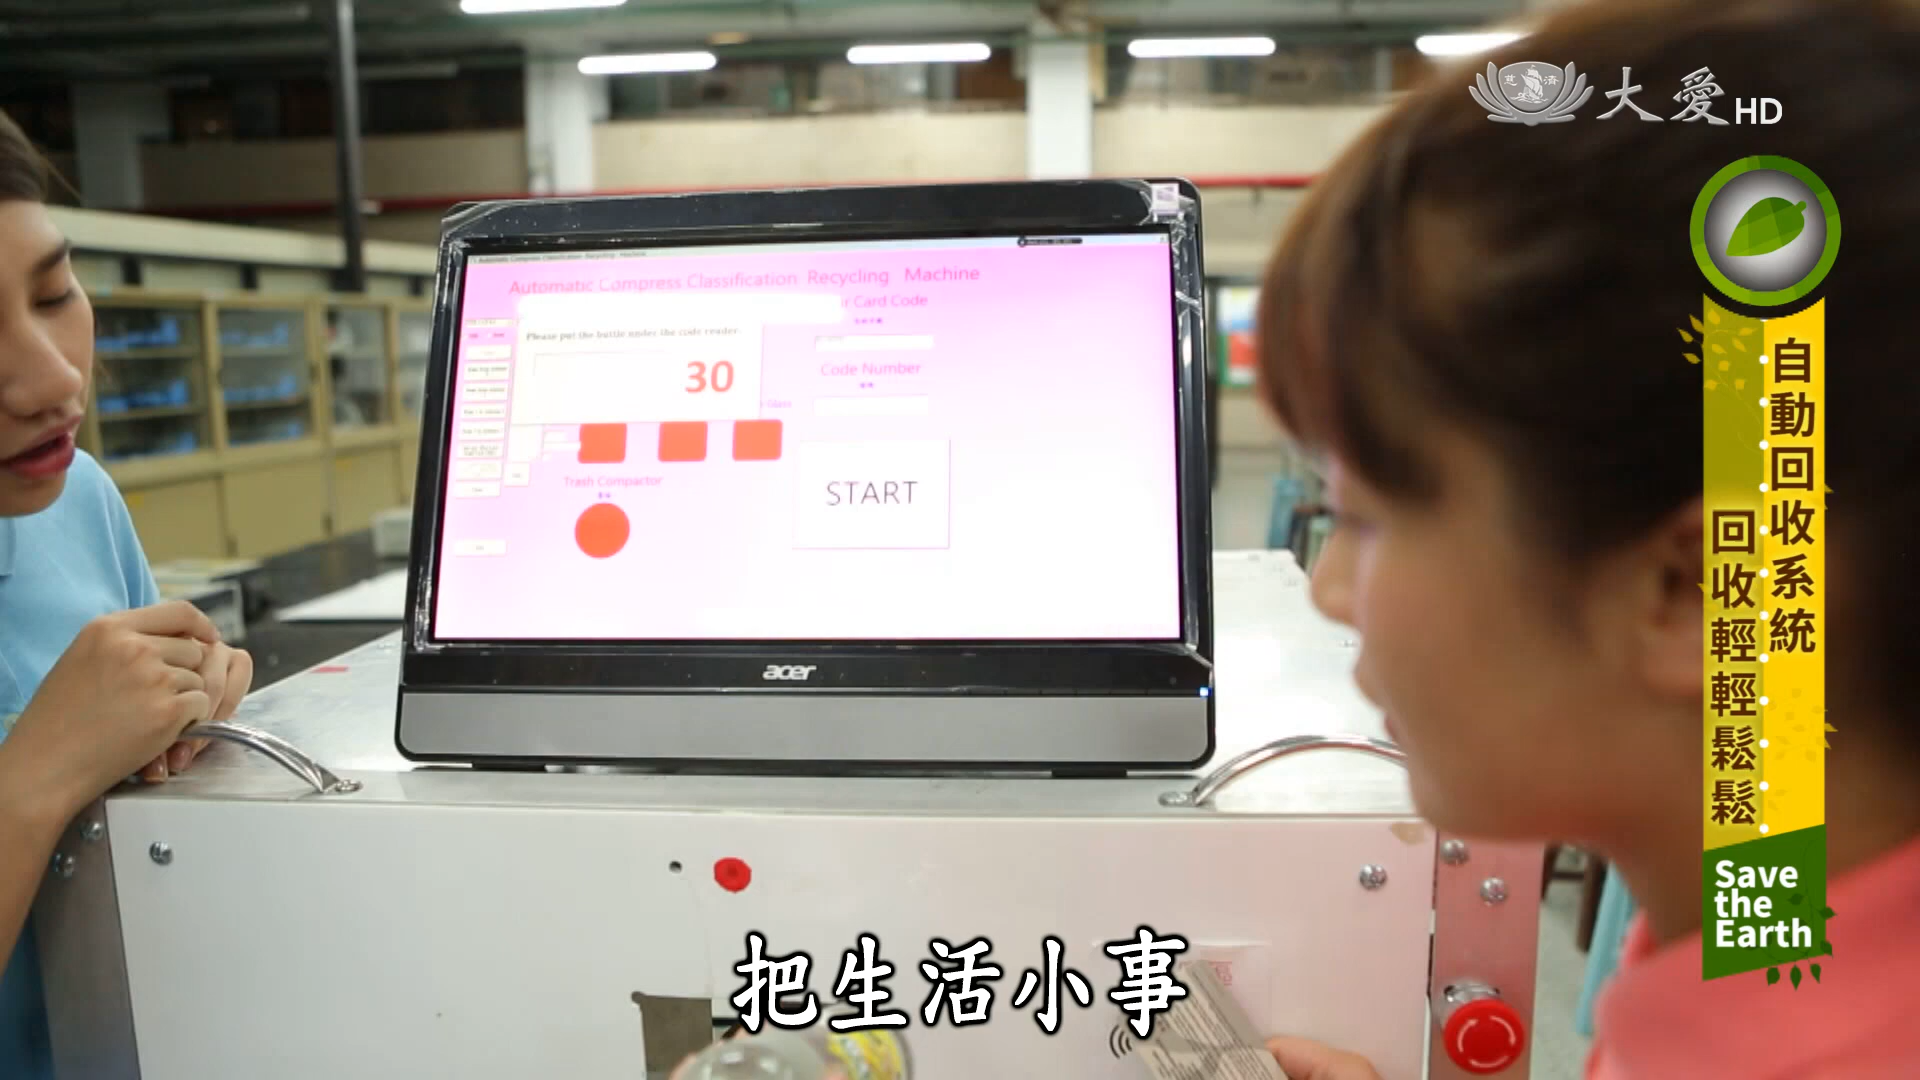 大愛HD
自動回收系統
回收輕輕鬆鬆
Save
the
Earth
Automatic Compress Classification Recycling Machine
Card Code
Please put the bottle under the code reader.
30
Code Number
Glass
Trash Compactor
START
acer
把生活小事